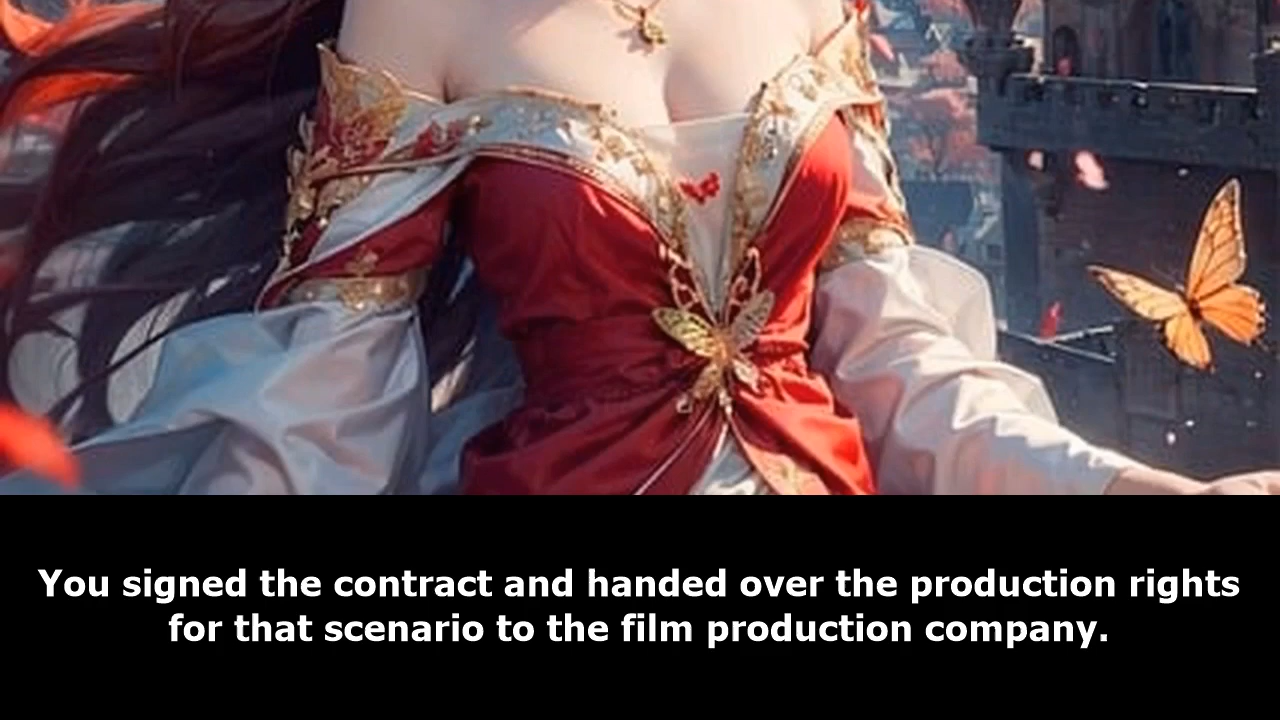 You signed the contract and handed over the production rights
for that scenario to the film production company.